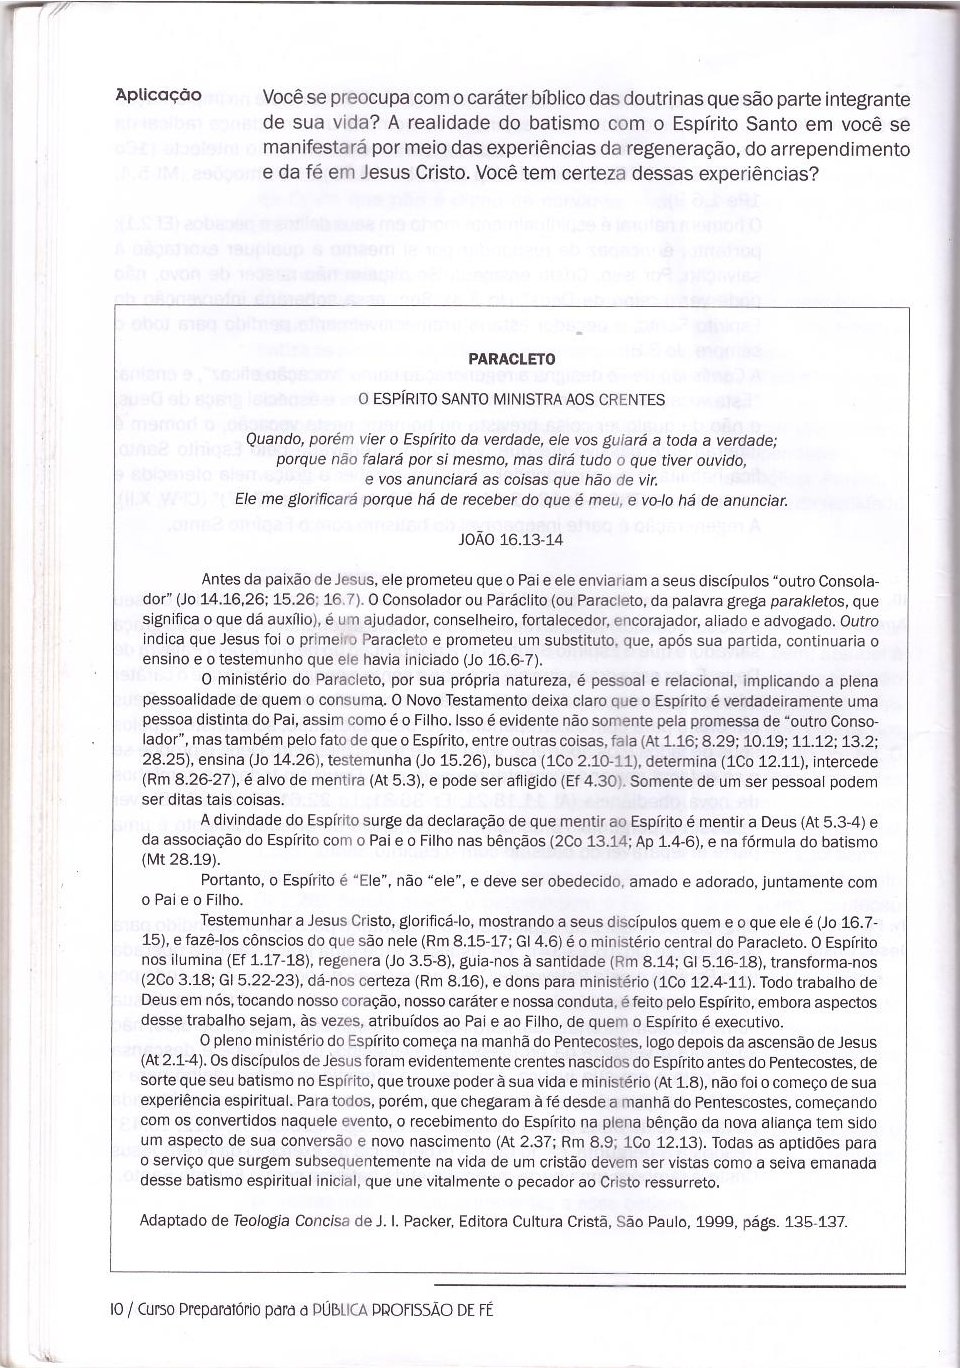 Aplicação
Você se preocupa com o caráter bíblico das doutrinas que são parte integrante
de sua vida? A realidade do batismo com o Espírito Santo em você se
manifestará por meio das experiências da regeneração, do arrependimento
e da fé em Jesus Cristo. Você tem certeza dessas experiências?
PARACLETO
O ESPÍRITO SANTO MINISTRA AOS CRENTES
Quando, porém vier o Espírito da verdade, ele vos guiará a toda a verdade;
porque não falará por si mesmo, mas dirá tudo o que tiver ouvido,
e vos anunciará as coisas que hão de vir.
Ele me glorificará porque há de receber do que é meu, e vo-lo há de anunciar.
JOÃO 16.13-14
Antes da paixão de Jesus, ele prometeu que o Pai e ele enviariam a seus discípulos "outro Consola-
dor" (Jo 14.16,26; 15.26; 16.7). O Consolador ou Paráclito (ou Paracleto, da palavra grega parakletos, que
significa o que dá auxílio), é um ajudador, conselheiro, fortalecedor, encorajador, aliado e advogado. Outro
indica que Jesus foi o primeiro Paracleto e prometeu um substituto, que, após sua partida, continuaria o
ensino e o testemunho que ele havia iniciado (Jo 16.6-7).
O ministério do Paracleto, por sua própria natureza, é pessoal e relacional, implicando a plena
pessoalidade de quem o consuma. O Novo Testamento deixa claro que o Espírito é verdadeiramente uma
pessoa distinta do Pai, assim como é o Filho. Isso é evidente não somente pela promessa de "outro Conso-
lador", mas também pelo fato de que o Espírito, entre outras coisas, fala (At 1.16; 8.29; 10.19; 11.12; 13.2;
28.25), ensina (Jo 14.26), testemunha (Jo 15.26), busca (1Co 2.10-11), determina (1Co 12.11), intercede
(Rm 8.26-27), é alvo de mentira (At 5.3), e pode ser afligido (Ef 4.30). Somente de um ser pessoal podem
ser ditas tais coisas.
A divindade do Espírito surge da declaração de que mentir ao Espírito é mentir a Deus (At 5.3-4) e
da associação do Espírito com o Pai e o Filho nas bênçãos (2Co 13.14; Ap 1.4-6), e na fórmula do batismo
(Mt 28.19).
Portanto, o Espírito é "Ele", não "ele", e deve ser obedecido, amado e adorado, juntamente com
o Pai e o Filho.
Testemunhar a Jesus Cristo, glorificá-lo, mostrando a seus discípulos quem e o que ele é (Jo 16.7-
15), e fazê-los cônscios do que são nele (Rm 8.15-17; Gl 4.6) é o ministério central do Paracleto. O Espírito
nos ilumina (Ef 1.17-18), regenera (Jo 3.5-8), guia-nos à santidade (Rm 8.14; Gl 5.16-18), transforma-nos
(2Co 3.18; Gl 5.22-23), dá-nos certeza (Rm 8.16), e dons para ministério (1Co 12.4-11). Todo trabalho de
Deus em nós, tocando nosso coração, nosso caráter e nossa conduta, é feito pelo Espírito, embora aspectos
desse trabalho sejam, às vezes, atribuídos ao Pai e ao Filho, de quem o Espírito é executivo.
O pleno ministério do Espírito começa na manhã do Pentecostes, logo depois da ascensão de Jesus
(At 2.1-4). Os discípulos de Jesus foram evidentemente crentes nascidos do Espírito antes do Pentecostes, de
sorte que seu batismo no Espírito, que trouxe poder à sua vida e ministério (At 1.8), não foi o começo de sua
experiência espiritual. Para todos, porém, que chegaram à fé desde a manhã do Pentescostes, começando
com os convertidos naquele evento, o recebimento do Espírito na plena bênção da nova aliança tem sido
um aspecto de sua conversão e novo nascimento (At 2.37; Rm 8.9; 1Co 12.13). Todas as aptidões para
o serviço que surgem subsequentemente na vida de um cristão devem ser vistas como a seiva emanada
desse batismo espiritual inicial, que une vitalmente o pecador ao Cristo ressurreto.
Adaptado de Teologia Concisa de J. I. Packer, Editora Cultura Cristã, São Paulo, 1999, págs. 135-137.
10 / Curso Preparatório para a PÚBLICA PROFISSÃO DE FÉ